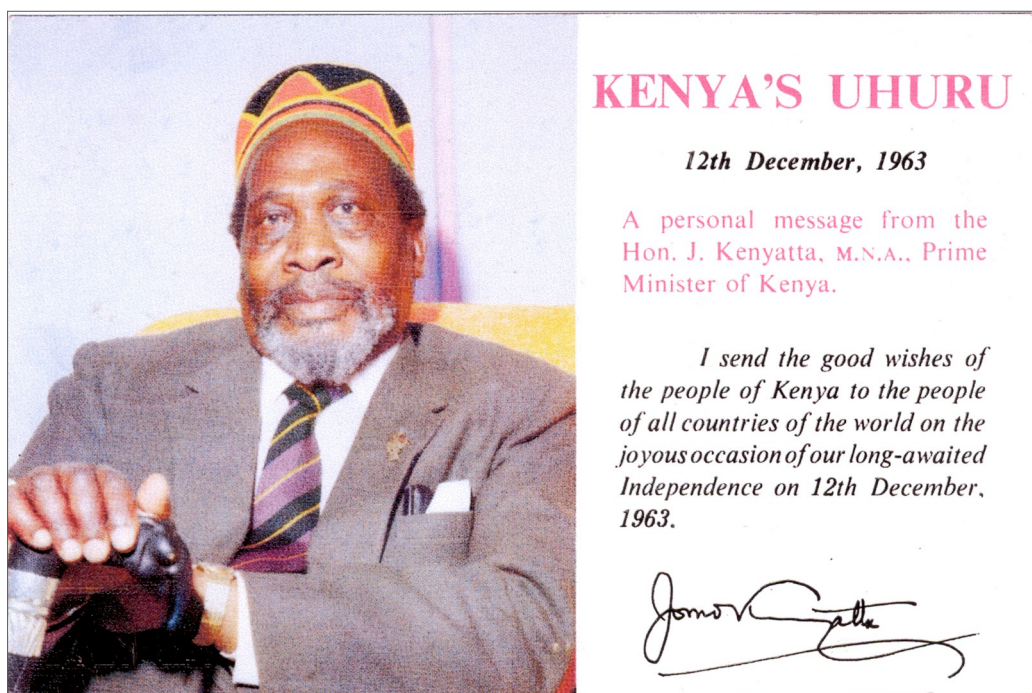 KENYA'S UHURU
12th December, 1963
A personal message from the
Hon. J. Kenyatta, M.N.A., Prime
Minister of Kenya.
I send the good wishes of
the people of Kenya to the people
of all countries of the world on the
joyous occasion of our long-awaited
Independence on 12th December,
1963.
Jomo Kenyatta